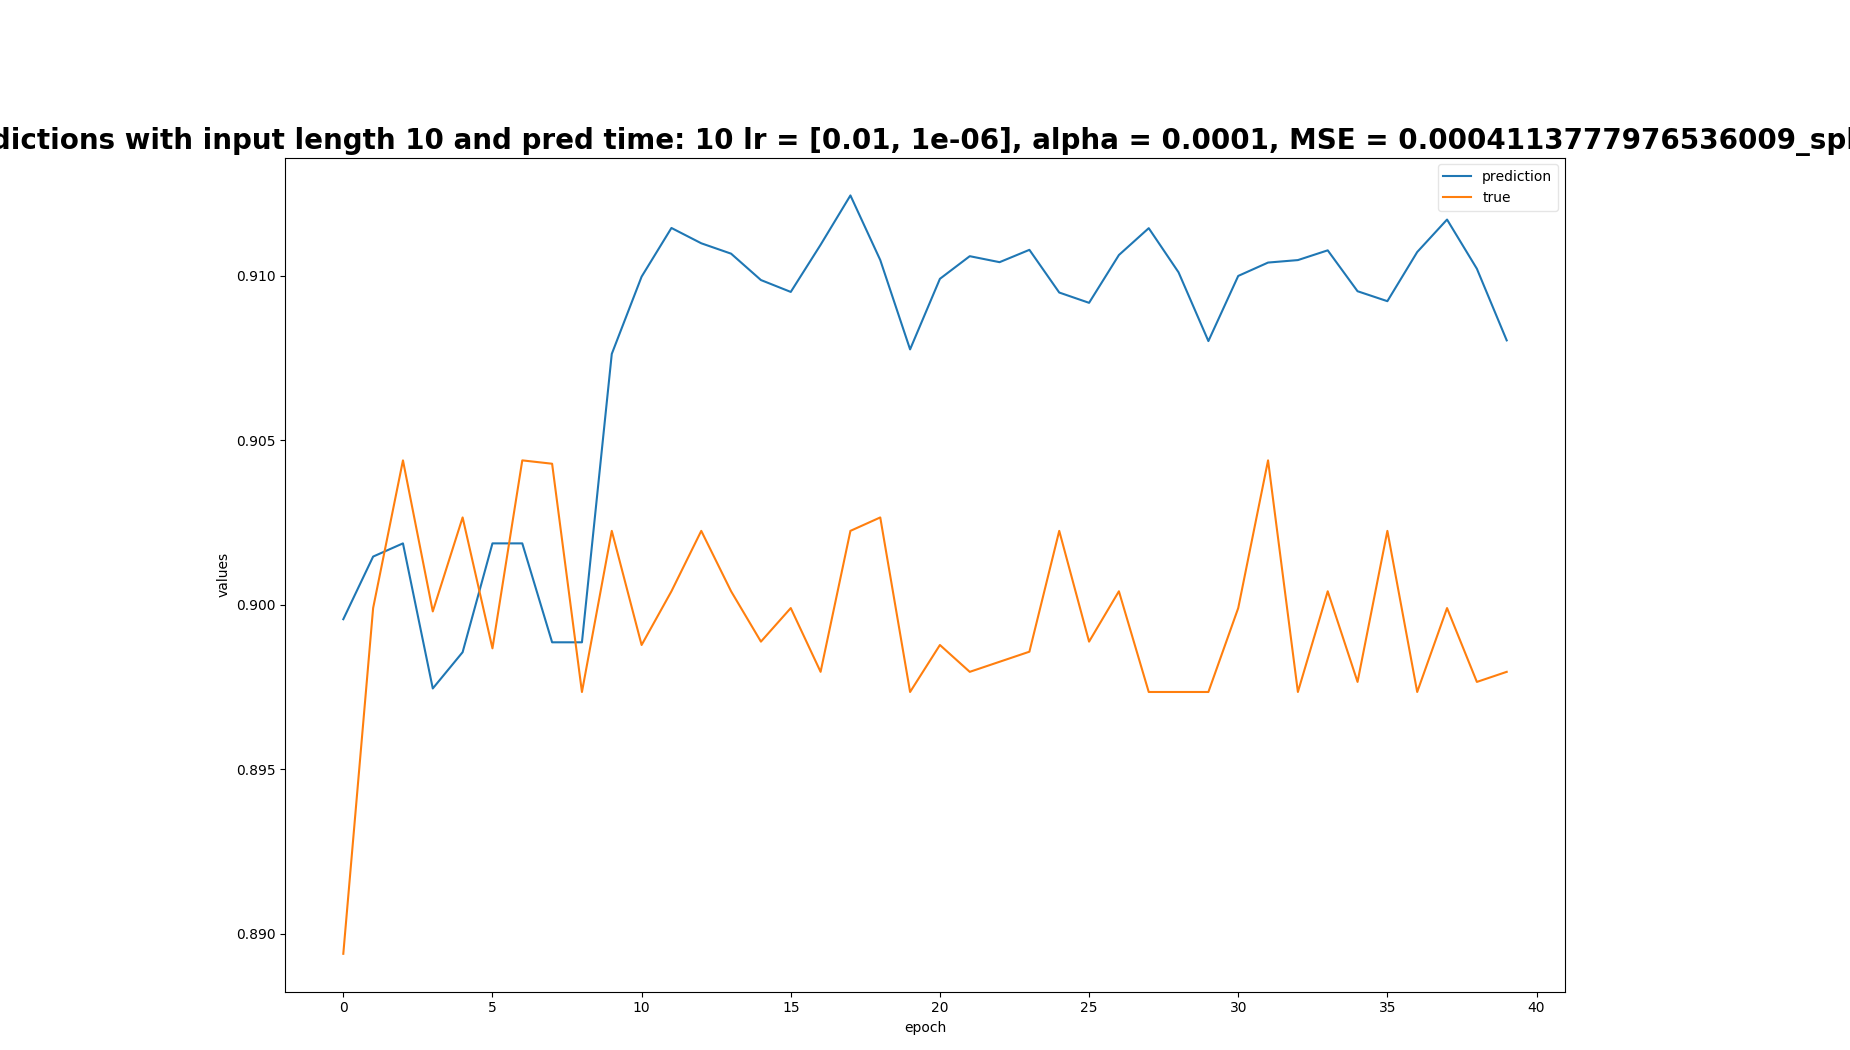 with input length 10 and pred time: 10 lr = [0.01, 1e-06], alpha = 0.0001, MSE = 0.0004113777976536009
prediction
true
0.910
0.905
0.900
0.895
0.890
values
0 5 10 15 20 25 30 35 40
epoch